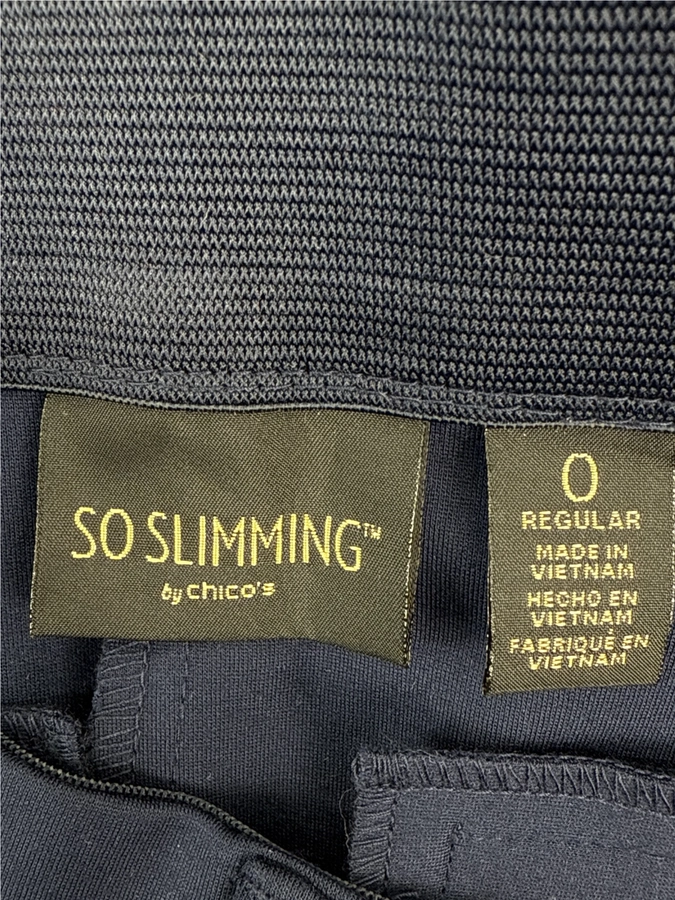 SO SLIMMING™
by chico's
0
REGULAR
MADE IN
VIETNAM
HECHO EN
VIETNAM
FABRIQUÉ EN
VIETNAM